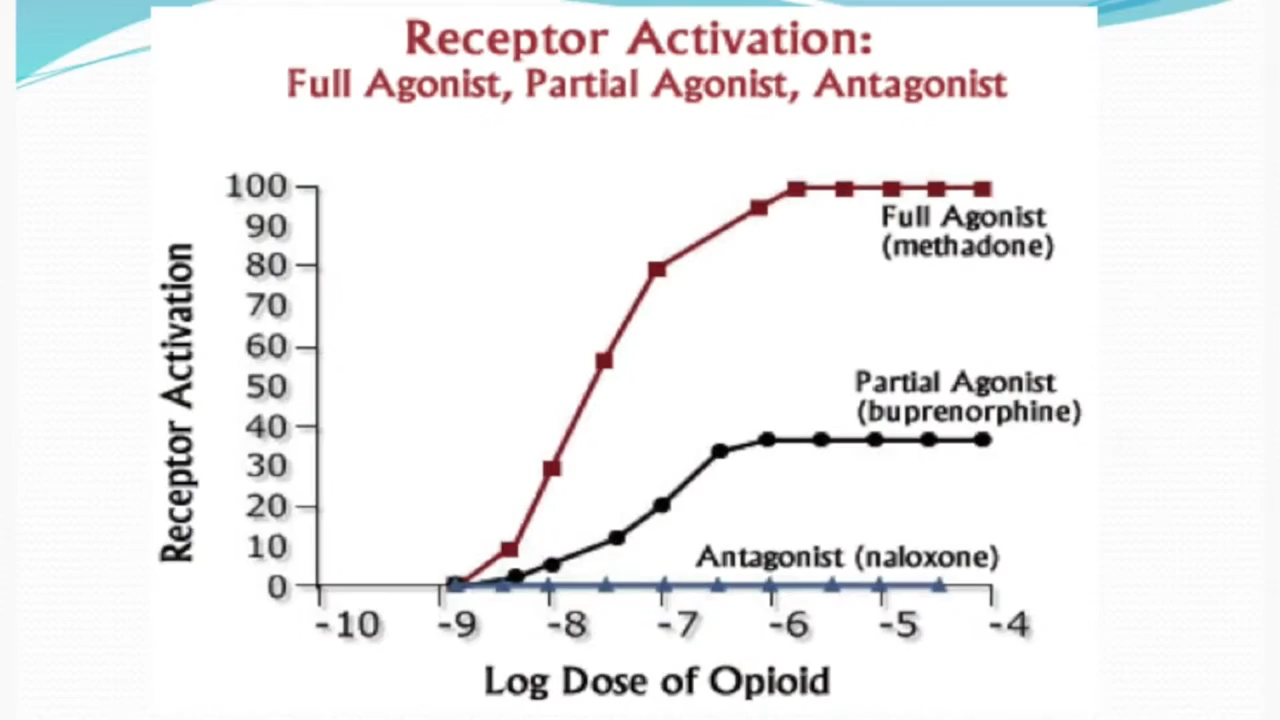 Receptor Activation:
Full Agonist, Partial Agonist, Antagonist
100
90
80
70
60
50
40
30
20
10
0
Receptor Activation
Full Agonist
(methadone)
Partial Agonist
(buprenorphine)
Antagonist (naloxone)
-10 -9 -8 -7 -6 -5 -4
Log Dose of Opioid